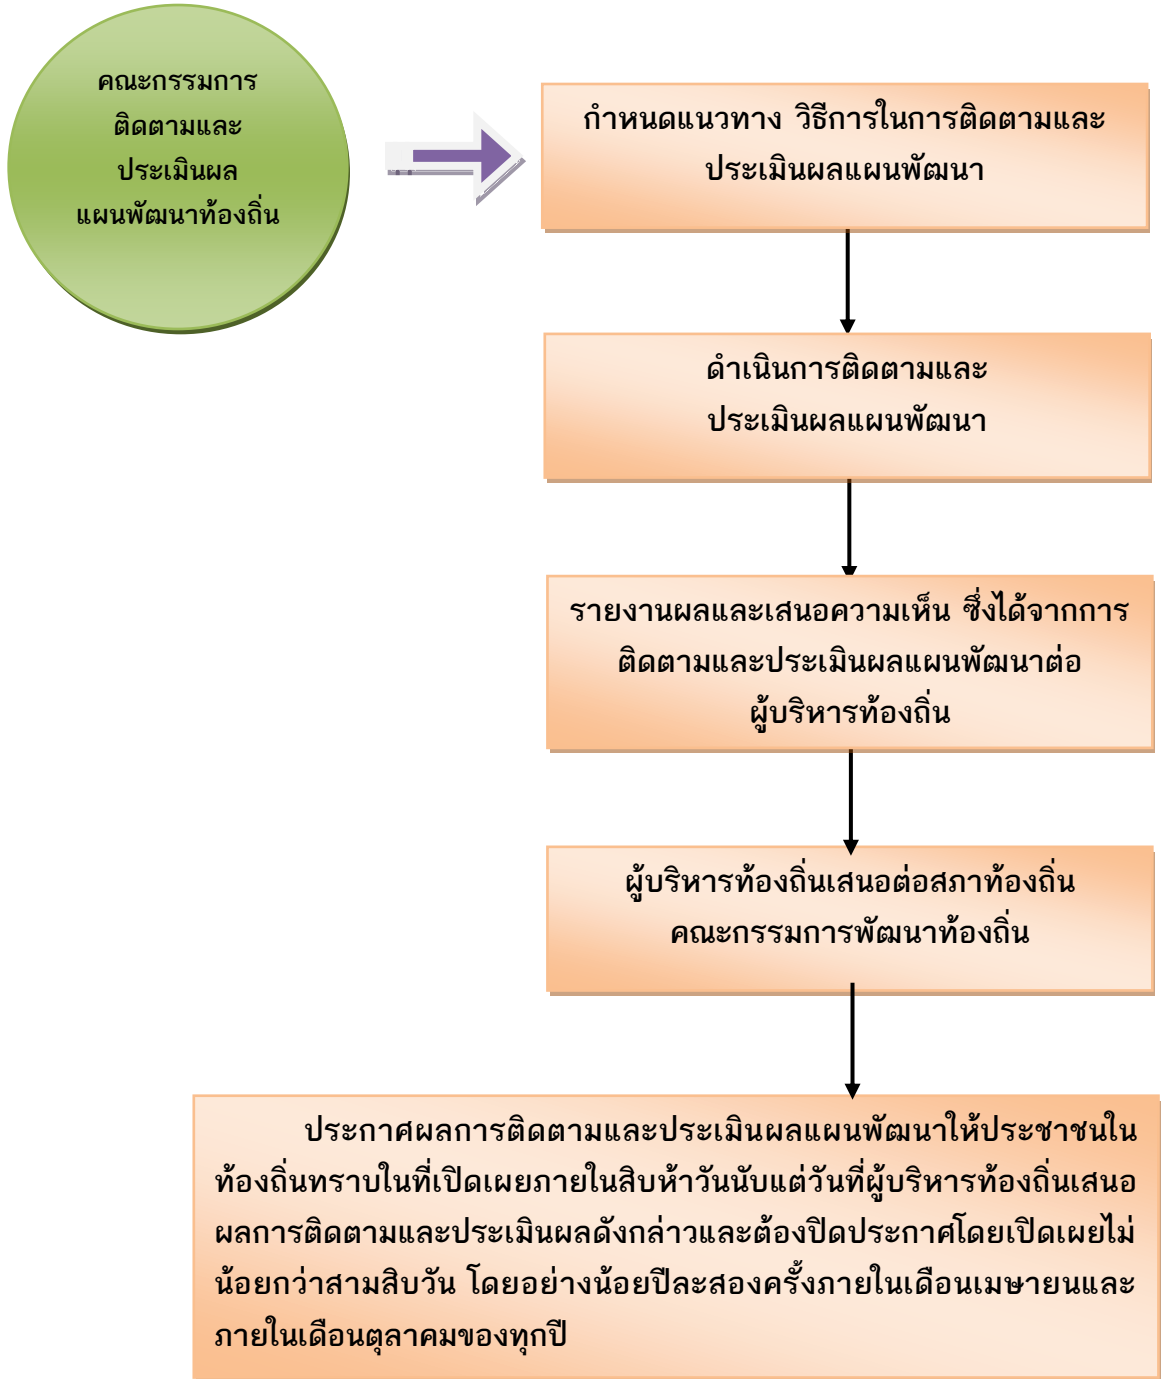 คณะกรรมการ
ติดตามและ
ประเมินผล
แผนพัฒนาท้องถิ่น
กำหนดแนวทาง วิธีการในการติดตามและ
ประเมินผลแผนพัฒนา
ดำเนินการติดตามและ
ประเมินผลแผนพัฒนา
รายงานผลและเสนอความเห็น ซึ่งได้จากการ
ติดตามและประเมินผลแผนพัฒนาต่อ
ผู้บริหารท้องถิ่น
ผู้บริหารท้องถิ่นเสนอต่อสภาท้องถิ่น
คณะกรรมการพัฒนาท้องถิ่น
ประกาศผลการติดตามและประเมินผลแผนพัฒนาให้ประชาชนใน
ท้องถิ่นทราบในที่เปิดเผยภายในสิบห้าวันนับแต่วันที่ผู้บริหารท้องถิ่นเสนอ
ผลการติดตามและประเมินผลดังกล่าวและต้องปิดประกาศโดยเปิดเผยไม่
น้อยกว่าสามสิบวัน โดยอย่างน้อยปีละสองครั้งภายในเดือนเมษายนและ
ภายในเดือนตุลาคมของทุกปี